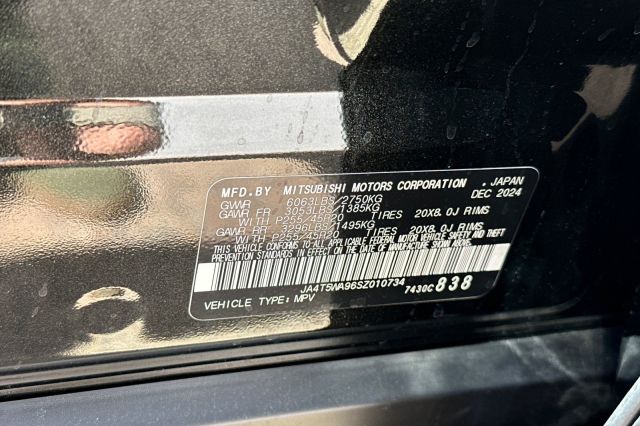 MFD.BY MITSUBISHI MOTORS CORPORATION , JAPAN
GVWR 6063LBS/2750KG DEC 2024
GAWR FR 3053LBS/1385KG
WITH P255/45R20 TIRES 20X8.0J RIMS
GAWR RR 3296LBS/1495KG
WITH P255/45R20 TIRES 20X8.0J RIMS
THIS VEHICLE CONFORMS TO ALL APPLICABLE FEDERAL MOTOR VEHICLE SAFETY AND THEFT
PREVENTION STANDARDS IN EFFECT ON THE DATE OF MANUFACTURE SHOWN ABOVE.
JA4T5WA96SZ010734 7430C 838
VEHICLE TYPE: MPV